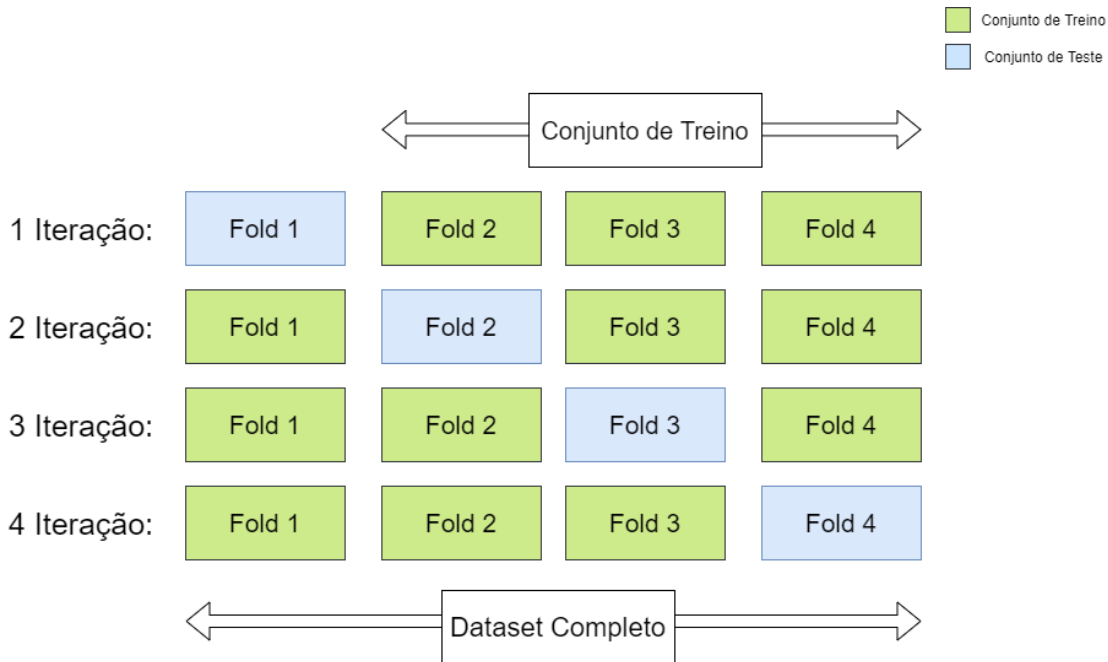 Conjunto de Treino
Conjunto de Teste
Conjunto de Treino
1 Iteração: Fold 1 Fold 2 Fold 3 Fold 4
2 Iteração: Fold 1 Fold 2 Fold 3 Fold 4
3 Iteração: Fold 1 Fold 2 Fold 3 Fold 4
4 Iteração: Fold 1 Fold 2 Fold 3 Fold 4
Dataset Completo